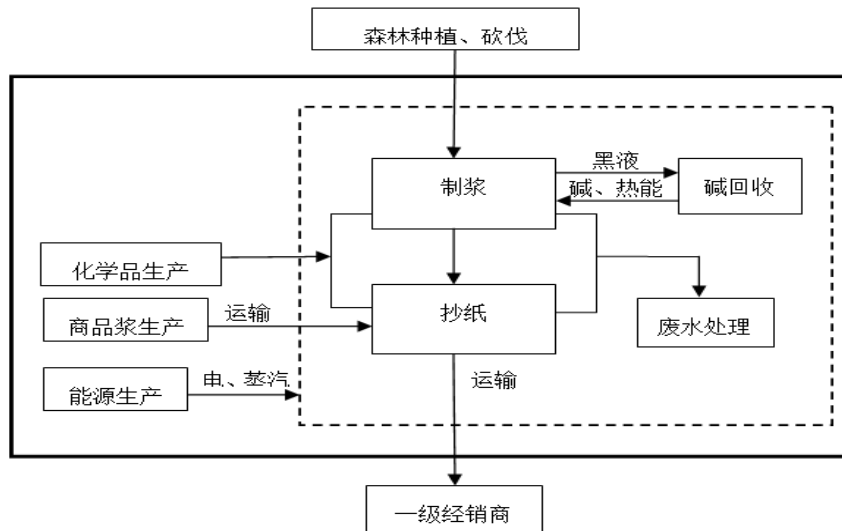 森林种植、砍伐
制浆
黑液
碱、热能
碱回收
化学品生产
商品浆生产
运输
抄纸
废水处理
能源生产
电、蒸汽
运输
一级经销商